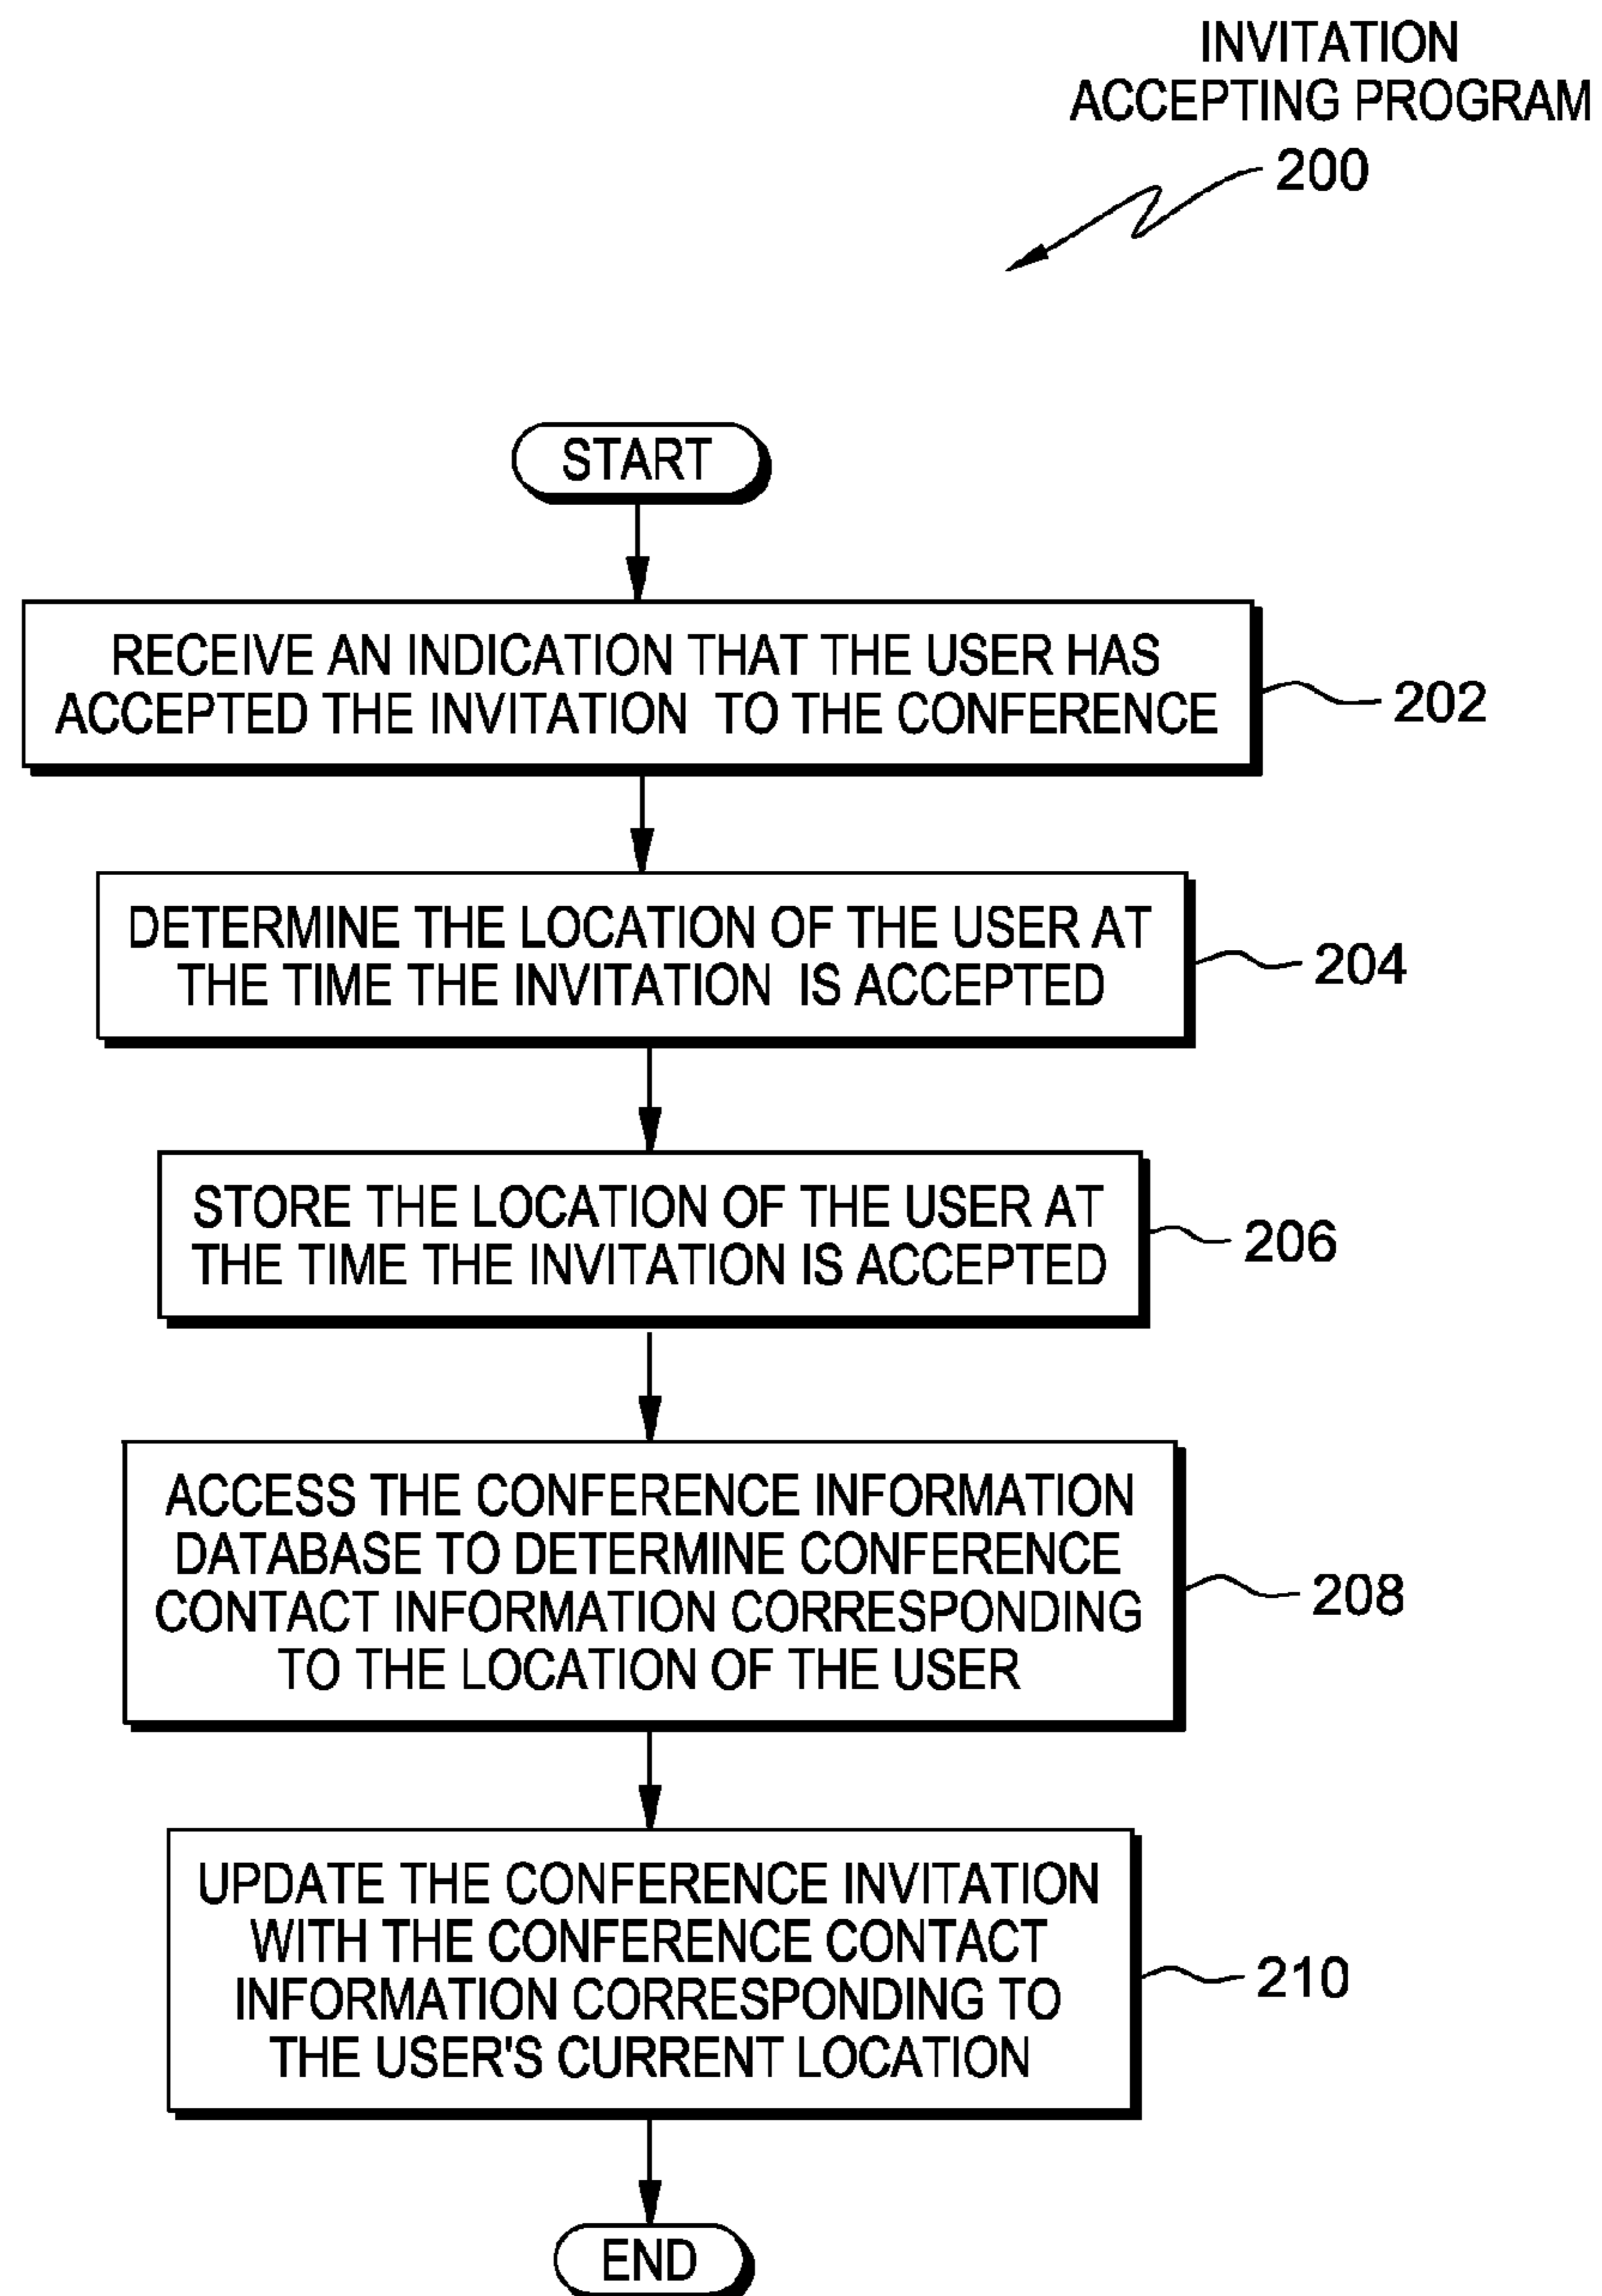 INVITATION
ACCEPTING PROGRAM
200
START
RECEIVE AN INDICATION THAT THE USER HAS
ACCEPTED THE INVITATION TO THE CONFERENCE
202
DETERMINE THE LOCATION OF THE USER AT
THE TIME THE INVITATION IS ACCEPTED
204
STORE THE LOCATION OF THE USER AT
THE TIME THE INVITATION IS ACCEPTED
206
ACCESS THE CONFERENCE INFORMATION
DATABASE TO DETERMINE CONFERENCE
CONTACT INFORMATION CORRESPONDING
TO THE LOCATION OF THE USER
208
UPDATE THE CONFERENCE INVITATION
WITH THE CONFERENCE CONTACT
INFORMATION CORRESPONDING TO
THE USER'S CURRENT LOCATION
210
END